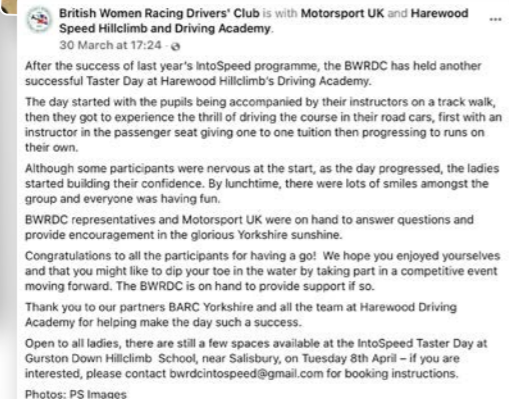 British Women Racing Drivers' Club is with Motorsport UK and Harewood
Speed Hillclimb and Driving Academy.
30 March at 17:24 ·
After the success of last year's IntoSpeed programme, the BWRDC has held another
successful Taster Day at Harewood Hillclimb's Driving Academy.
The day started with the pupils being accompanied by their instructors on a track walk,
then they got to experience the thrill of driving the course in their road cars, first with an
instructor in the passenger seat giving one to one tuition then progressing to runs on
their own.
Although some participants were nervous at the start, as the day progressed, the ladies
started building their confidence. By lunchtime, there were lots of smiles amongst the
group and everyone was having fun.
BWRDC representatives and Motorsport UK were on hand to answer questions and
provide encouragement in the glorious Yorkshire sunshine.
Congratulations to all the participants for having a go! We hope you enjoyed yourselves
and that you might like to dip your toe in the water by taking part in a competitive event
moving forward. The BWRDC is on hand to provide support if so.
Thank you to our partners BARC Yorkshire and all the team at Harewood Driving
Academy for helping make the day such a success.
Open to all ladies, there are still a few spaces available at the IntoSpeed Taster Day at
Gurston Down Hillclimb School, near Salisbury, on Tuesday 8th April – if you are
interested, please contact bwrdcintospeed@gmail.com for booking instructions.
Photos: PS Images